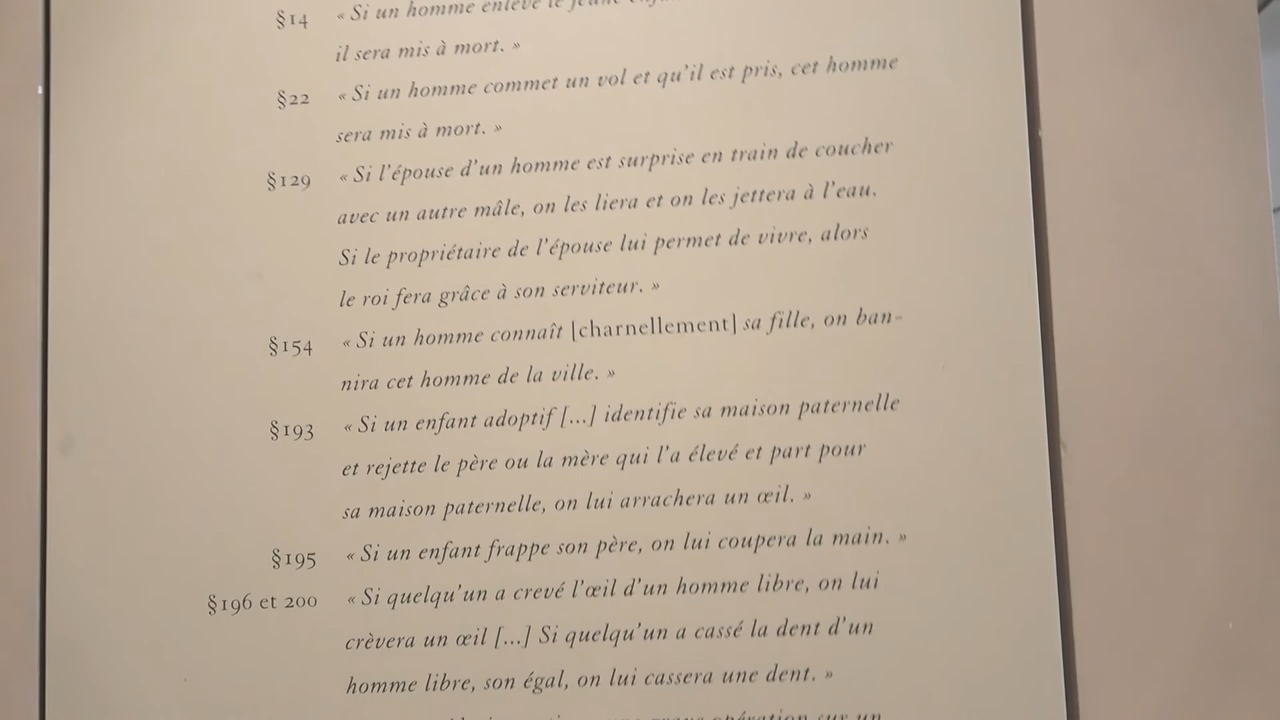 §14 « Si un homme enlève le jeune
il sera mis à mort. »
§22 « Si un homme commet un vol et qu'il est pris, cet homme
sera mis à mort. »
§129 « Si l'épouse d'un homme est surprise en train de coucher
avec un autre mâle, on les liera et on les jettera à l'eau.
Si le propriétaire de l'épouse lui permet de vivre, alors
le roi fera grâce à son serviteur. »
§154 « Si un homme connaît [charnellement] sa fille, on ban-
nira cet homme de la ville. »
§193 « Si un enfant adoptif [...] identifie sa maison paternelle
et rejette le père ou la mère qui l'a élevé et part pour
sa maison paternelle, on lui arrachera un œil. »
§195 « Si un enfant frappe son père, on lui coupera la main. »
§196 et 200 « Si quelqu'un a crevé l'œil d'un homme libre, on lui
crèvera un œil [...] Si quelqu'un a cassé la dent d'un
homme libre, son égal, on lui cassera une dent. »
opération sur un